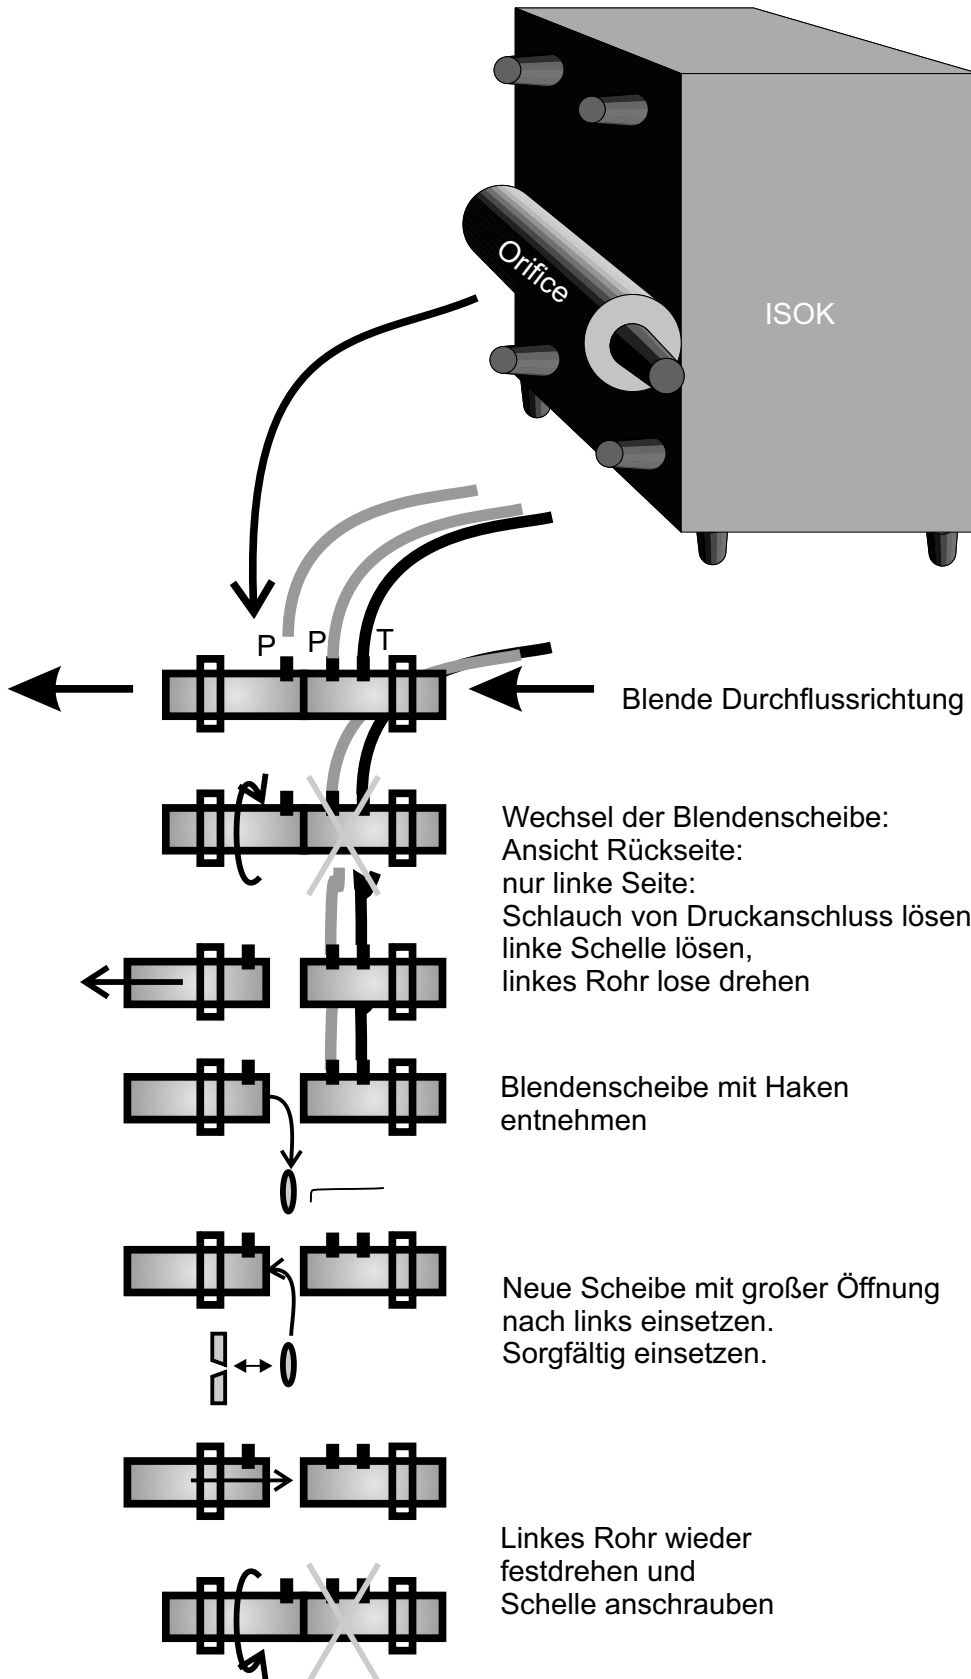 Orifice
ISOK
P P T
Blende Durchflussrichtung
Wechsel der Blendenscheibe:
Ansicht Rückseite:
nur linke Seite:
Schlauch von Druckanschluss lösen
linke Schelle lösen,
linkes Rohr lose drehen
Blendenscheibe mit Haken
entnehmen
Neue Scheibe mit großer Öffnung
nach links einsetzen.
Sorgfältig einsetzen.
Linkes Rohr wieder
festdrehen und
Schelle anschrauben